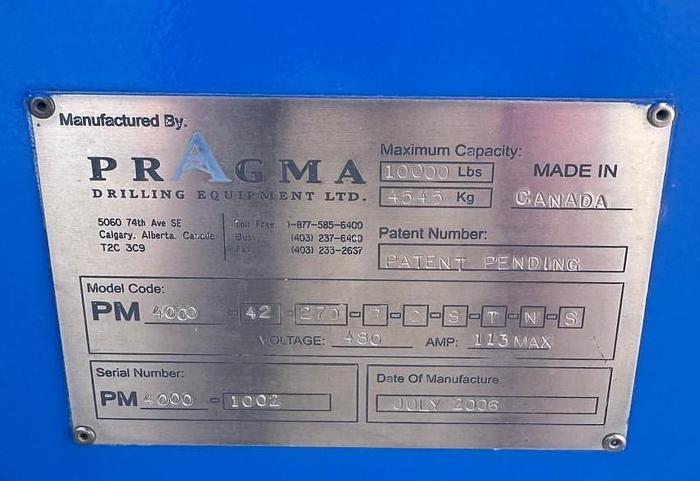 Manufactured By:
PRAGMA
DRILLING EQUIPMENT LTD.
5060 74th Ave SE
Calgary, Alberta, Canada
T2C 3C9
Toll Free: 1-877-585-6400
Bus: (403) 237-6400
Fax: (403) 233-2637
Maximum Capacity:
10000 Lbs
4545 Kg
MADE IN
CANADA
Patent Number:
PATENT PENDING
Model Code:
PM 4000 - 42 - 270 - - - S - T - N - S
VOLTAGE: 480 AMP: 113 MAX
Serial Number:
PM 4000 - 1002
Date Of Manufacture:
JULY 2006